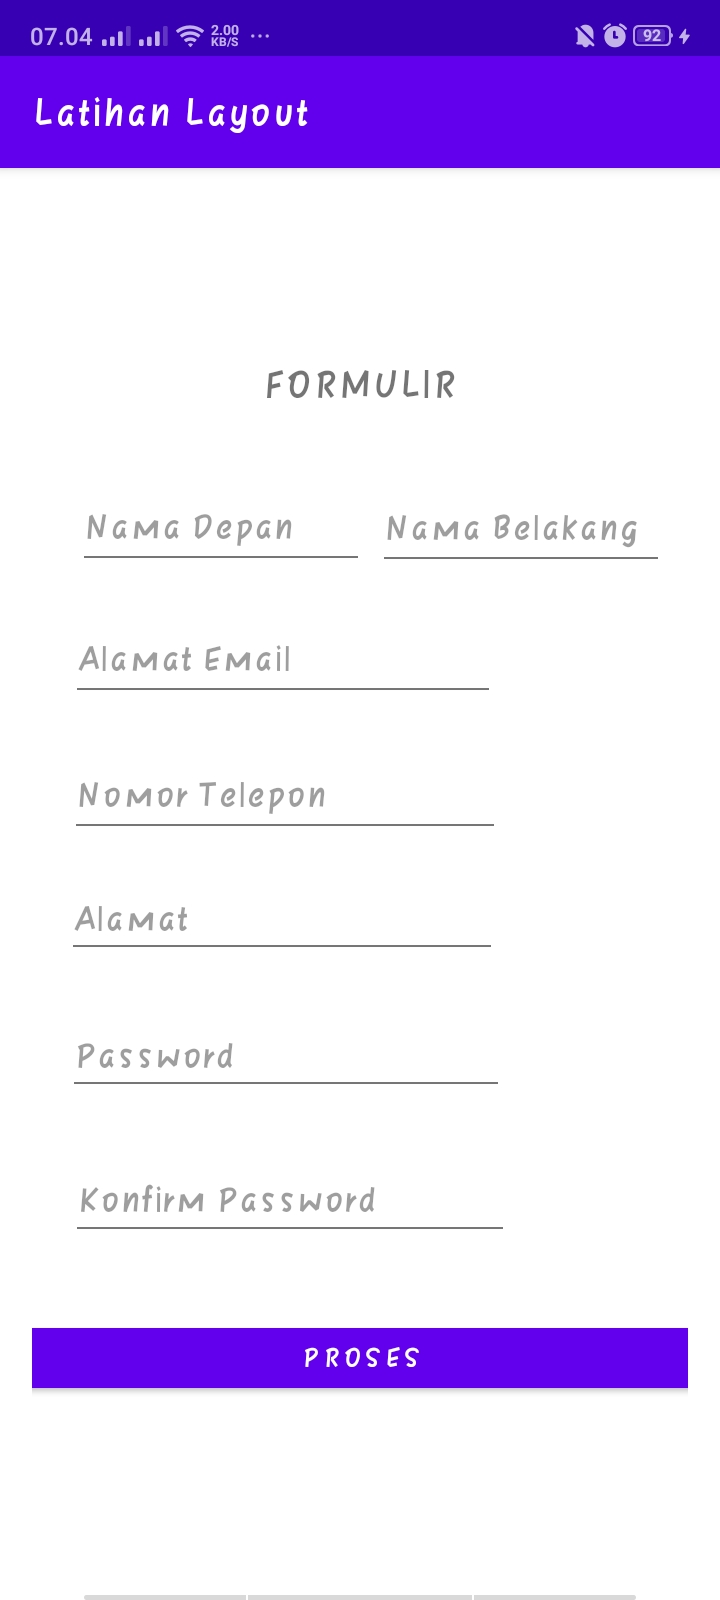 07.04 2.00 KB/S ... 92
Latihan Layout
FORMULIR
Nama Depan Nama Belakang
Alamat Email
Nomor Telepon
Alamat
Password
Konfirm Password
PROSES